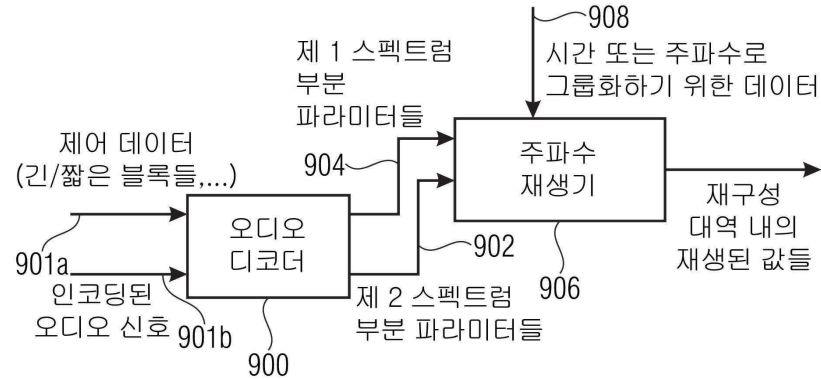 908
제 1 스펙트럼
부분
파라미터들
시간 또는 주파수로
그룹화하기 위한 데이터
제어 데이터
(긴/짧은 블록들,...)
904
주파수
재생기
901a
오디오
디코더
902
906
재구성
대역 내의
재생된 값들
인코딩된
오디오 신호
901b
900
제 2 스펙트럼
부분 파라미터들